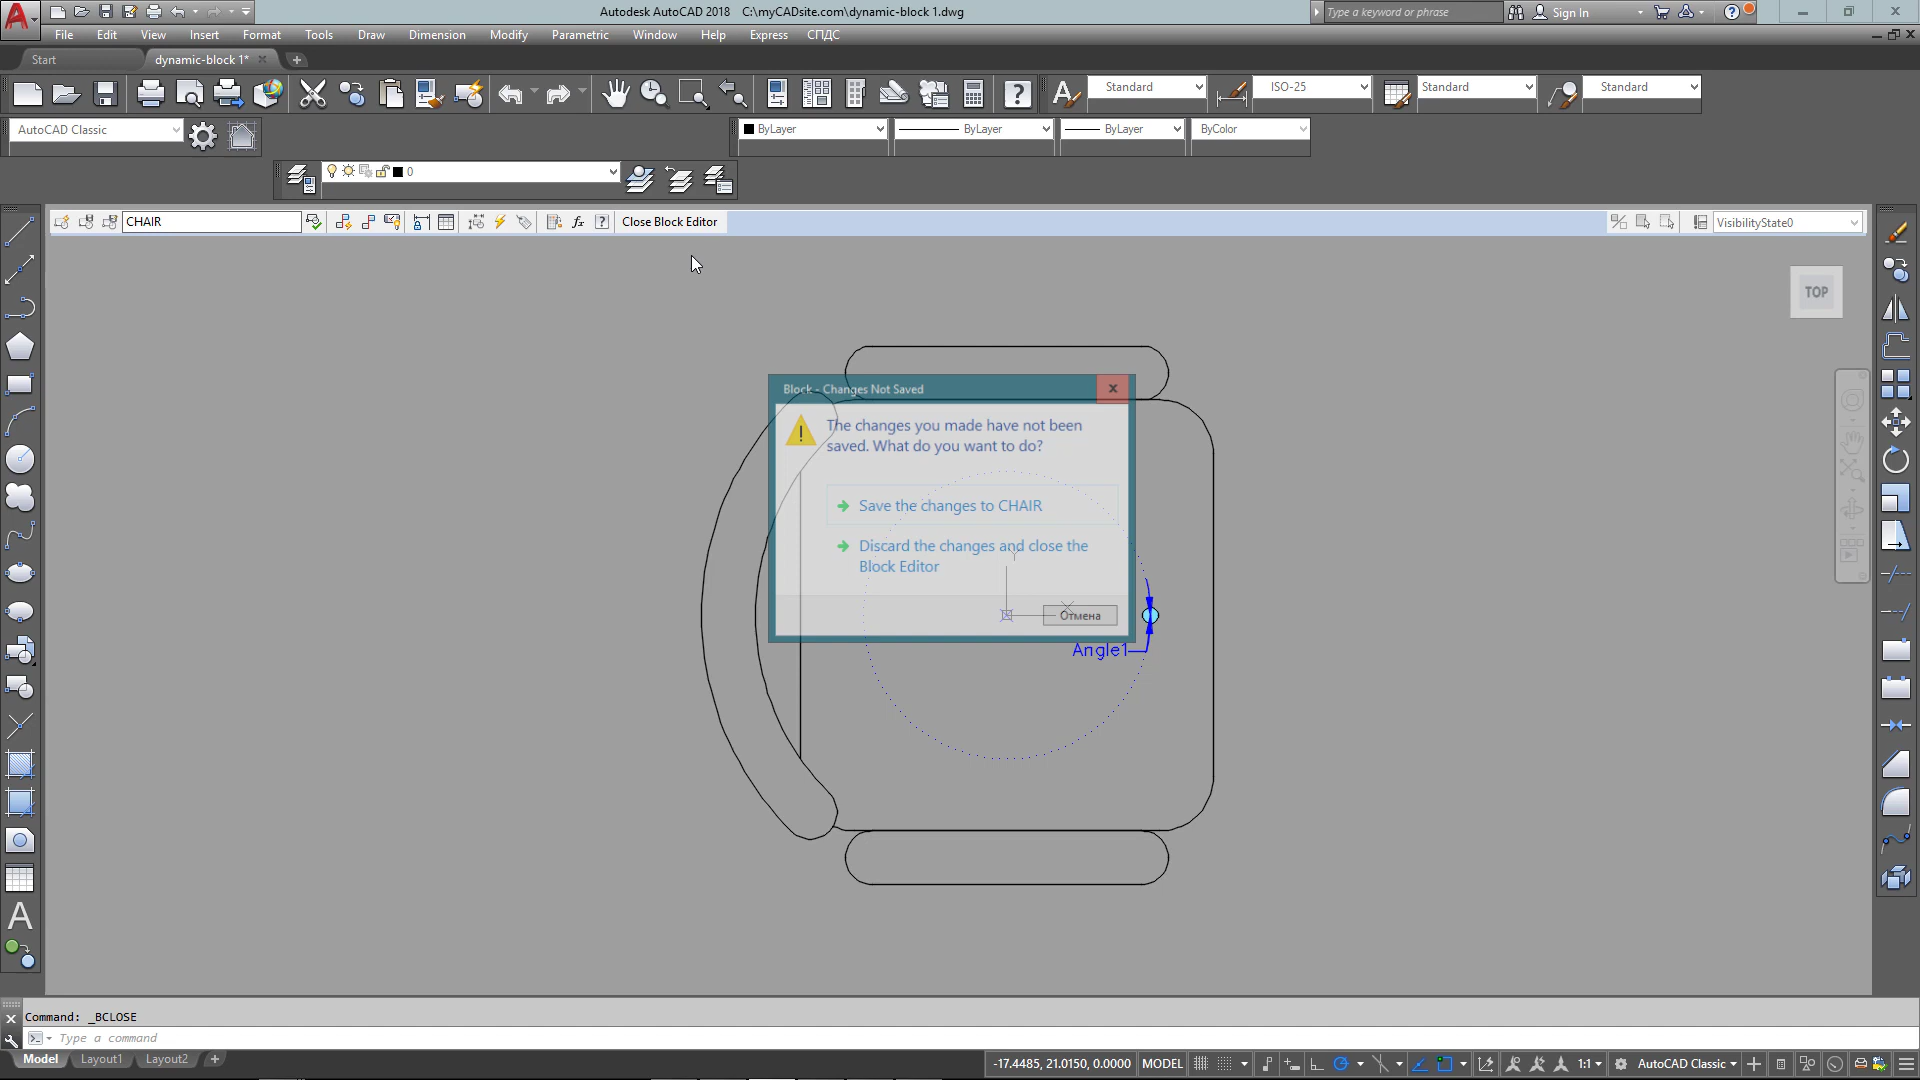 Autodesk AutoCAD 2018 C:\myCADsite.com\dynamic-block 1.dwg
Type a keyword or phrase
Sign In
File Edit View Insert Format Tools Draw Dimension Modify Parametric Window Help Express СПДС
Start
dynamic-block 1*
Standard
ISO-25
Standard
Standard
AutoCAD Classic
ByLayer
ByLayer
ByLayer
ByColor
0
CHAIR
Close Block Editor
VisibilityState0
TOP
Block - Changes Not Saved
The changes you made have not been
saved. What do you want to do?
Save the changes to CHAIR
Discard the changes and close the
Block Editor
Y
X
Отмена
Angle1
Command: _BCLOSE
Type a command
Model Layout1 Layout2
-17.4485, 21.0150, 0.0000 MODEL
1:1
AutoCAD Classic